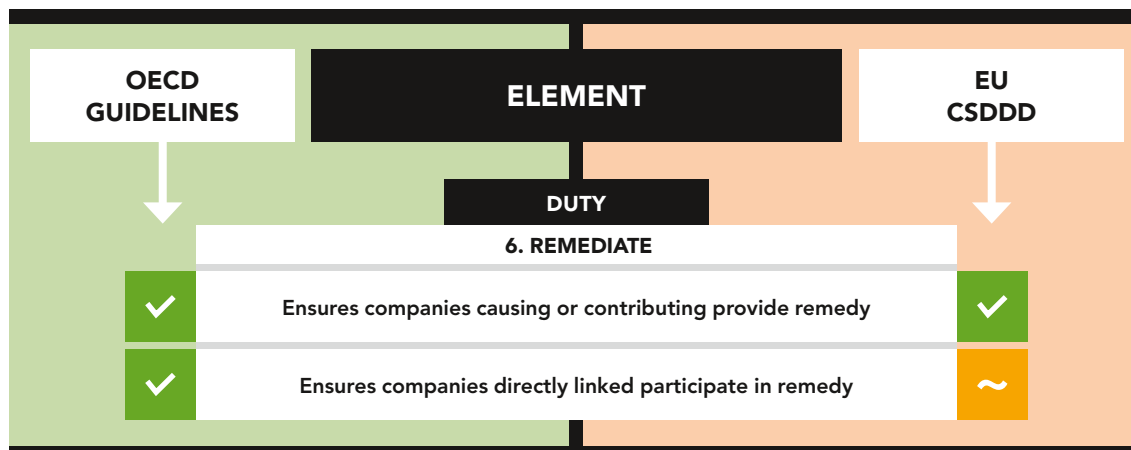 OECD
GUIDELINES
ELEMENT
EU
CSDDD
DUTY
6. REMEDIATE
✓ Ensures companies causing or contributing provide remedy ✓
✓ Ensures companies directly linked participate in remedy ~